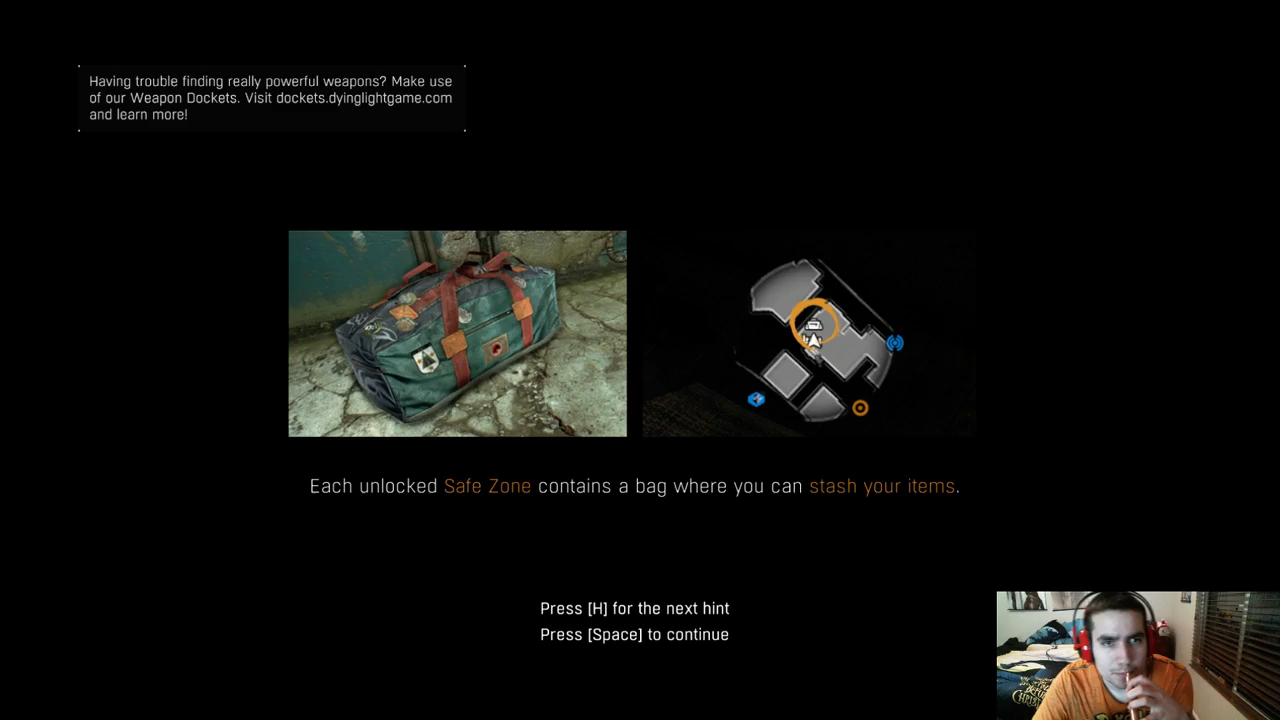 Having trouble finding really powerful weapons? Make use
of our Weapon Dockets. Visit dockets.dyinglightgame.com
and learn more!
Each unlocked Safe Zone contains a bag where you can stash your items.
Press [H] for the next hint
Press [Space] to continue